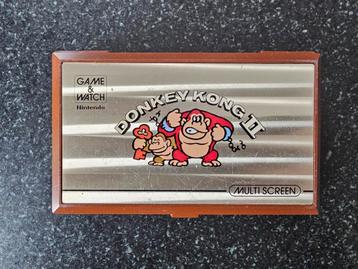 GAME
&
WATCH
Nintendo
DONKEY KONG II
MULTI SCREEN